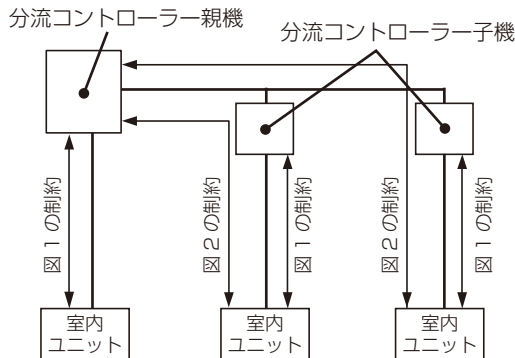 分流コントローラー親機
分流コントローラー子機
図1の制約
図2の制約
図1の制約
図2の制約
図1の制約
室内
ユニット
室内
ユニット
室内
ユニット